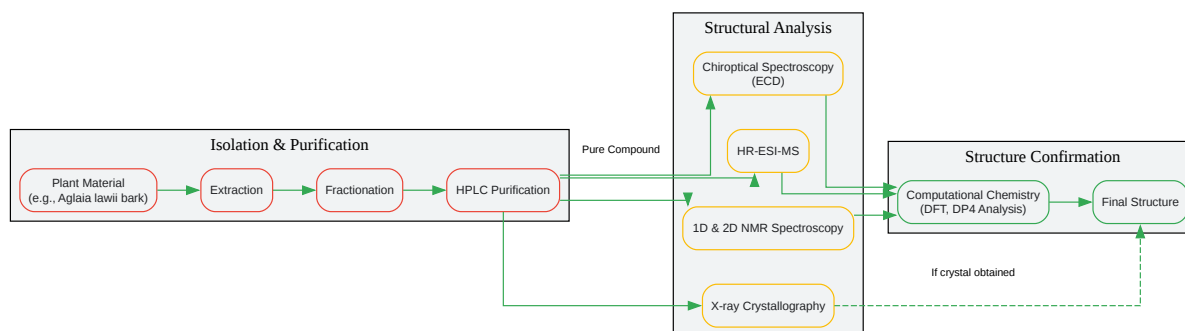 Isolation & Purification
Plant Material
(e.g., Aglaia lawii bark)
Extraction
Fractionation
HPLC Purification
Pure Compound
Structural Analysis
Chiroptical Spectroscopy
(ECD)
HR-ESI-MS
1D & 2D NMR Spectroscopy
X-ray Crystallography
Structure Confirmation
Computational Chemistry
(DFT, DP4 Analysis)
Final Structure
If crystal obtained